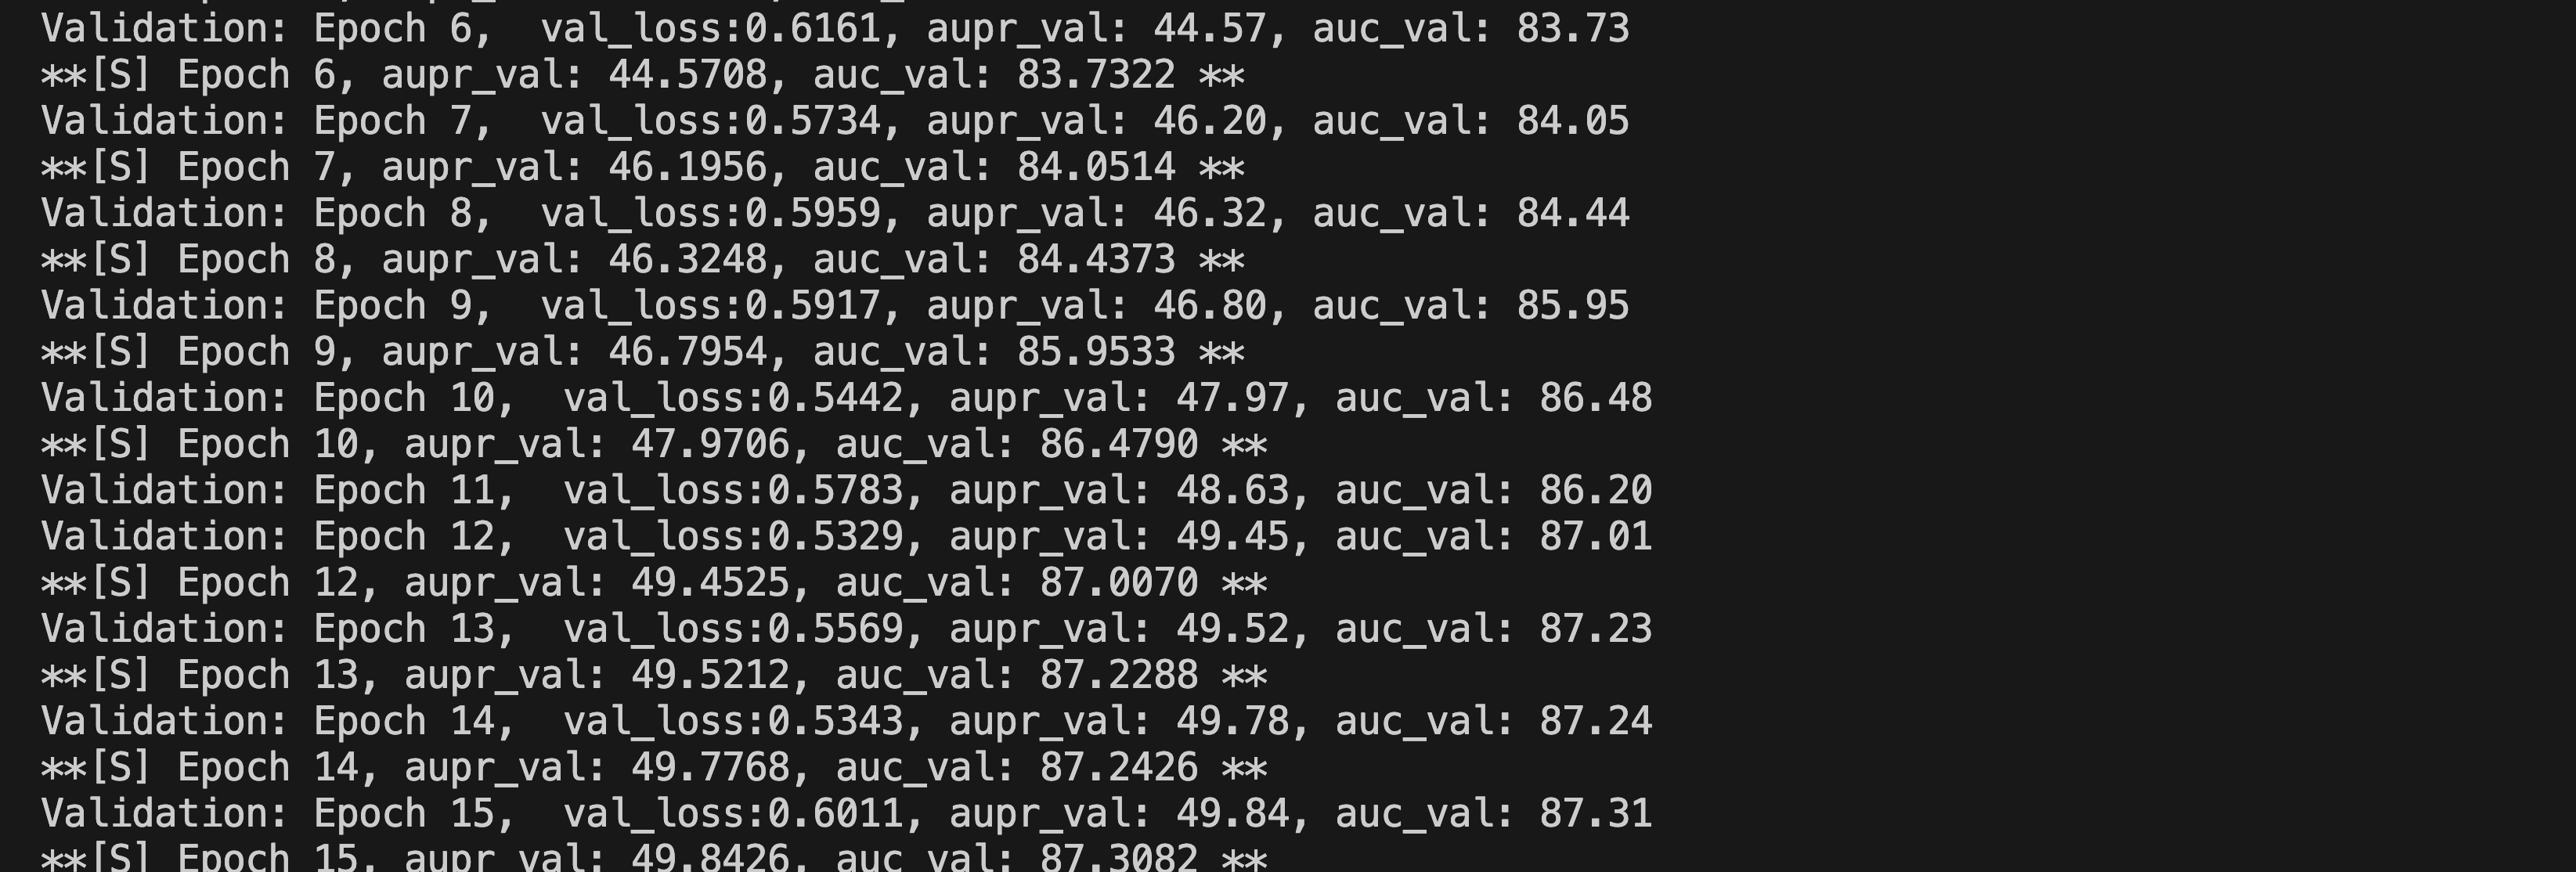 Validation: Epoch 6,  val_loss:0.6161, aupr_val: 44.57, auc_val: 83.73
**[S] Epoch 6, aupr_val: 44.5708, auc_val: 83.7322 **
Validation: Epoch 7,  val_loss:0.5734, aupr_val: 46.20, auc_val: 84.05
**[S] Epoch 7, aupr_val: 46.1956, auc_val: 84.0514 **
Validation: Epoch 8,  val_loss:0.5959, aupr_val: 46.32, auc_val: 84.44
**[S] Epoch 8, aupr_val: 46.3248, auc_val: 84.4373 **
Validation: Epoch 9,  val_loss:0.5917, aupr_val: 46.80, auc_val: 85.95
**[S] Epoch 9, aupr_val: 46.7954, auc_val: 85.9533 **
Validation: Epoch 10,  val_loss:0.5442, aupr_val: 47.97, auc_val: 86.48
**[S] Epoch 10, aupr_val: 47.9706, auc_val: 86.4790 **
Validation: Epoch 11,  val_loss:0.5783, aupr_val: 48.63, auc_val: 86.20
Validation: Epoch 12,  val_loss:0.5329, aupr_val: 49.45, auc_val: 87.01
**[S] Epoch 12, aupr_val: 49.4525, auc_val: 87.0070 **
Validation: Epoch 13,  val_loss:0.5569, aupr_val: 49.52, auc_val: 87.23
**[S] Epoch 13, aupr_val: 49.5212, auc_val: 87.2288 **
Validation: Epoch 14,  val_loss:0.5343, aupr_val: 49.78, auc_val: 87.24
**[S] Epoch 14, aupr_val: 49.7768, auc_val: 87.2426 **
Validation: Epoch 15,  val_loss:0.6011, aupr_val: 49.84, auc_val: 87.31
**[S] Epoch 15, aupr_val: 49.8426, auc_val: 87.3082 **